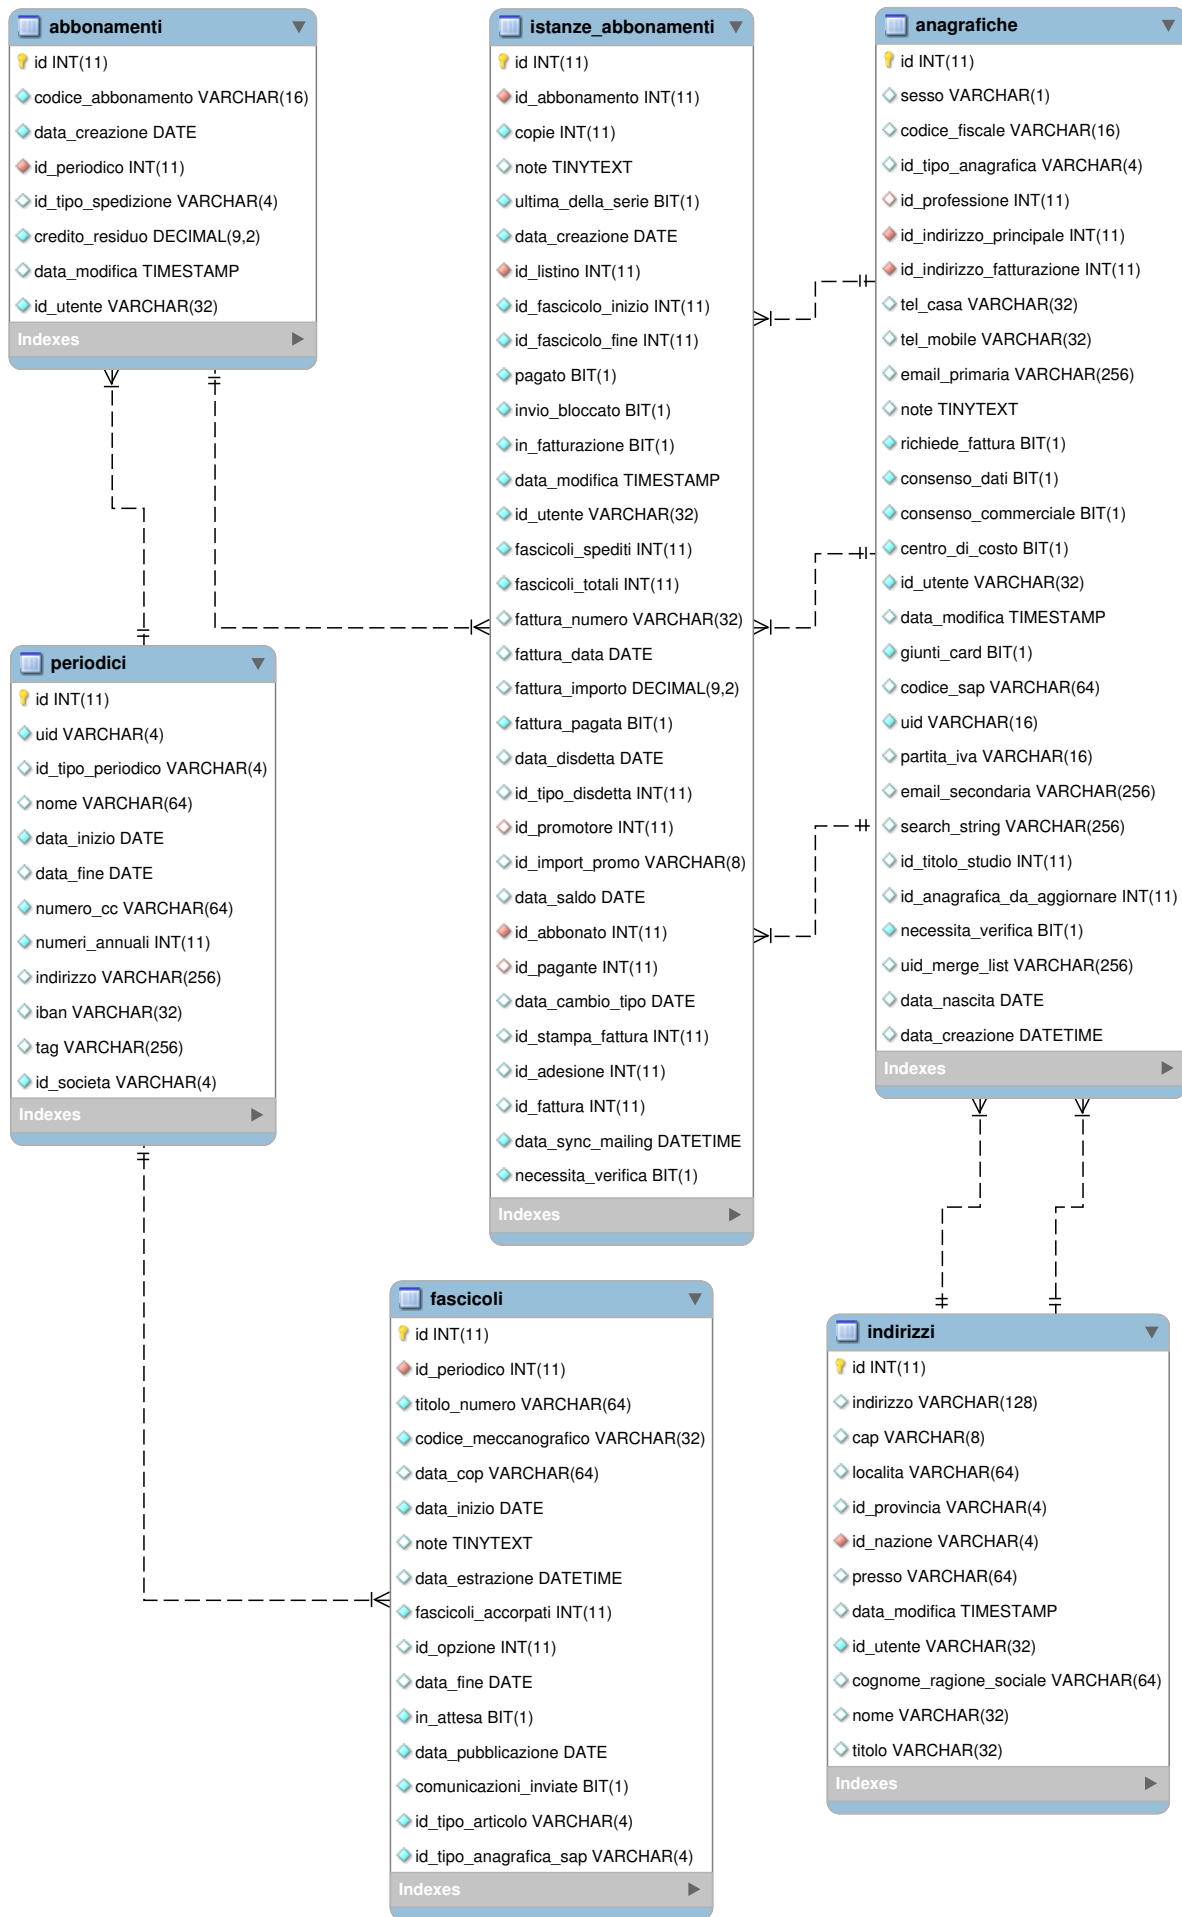 abbonamenti
id INT(11)
codice_abbonamento VARCHAR(16)
data_creazione DATE
id_periodico INT(11)
id_tipo_spedizione VARCHAR(4)
credito_residuo DECIMAL(9,2)
data_modifica TIMESTAMP
id_utente VARCHAR(32)
Indexes
periodici
id INT(11)
uid VARCHAR(4)
id_tipo_periodico VARCHAR(4)
nome VARCHAR(64)
data_inizio DATE
data_fine DATE
numero_cc VARCHAR(64)
numeri_annuali INT(11)
indirizzo VARCHAR(256)
iban VARCHAR(32)
tag VARCHAR(256)
id_societa VARCHAR(4)
Indexes
istanze_abbonamenti
id INT(11)
id_abbonamento INT(11)
copie INT(11)
note TINYTEXT
ultima_della_serie BIT(1)
data_creazione DATE
id_listino INT(11)
id_fascicolo_inizio INT(11)
id_fascicolo_fine INT(11)
pagato BIT(1)
invio_bloccato BIT(1)
in_fatturazione BIT(1)
data_modifica TIMESTAMP
id_utente VARCHAR(32)
fascicoli_spediti INT(11)
fascicoli_totali INT(11)
fattura_numero VARCHAR(32)
fattura_data DATE
fattura_importo DECIMAL(9,2)
fattura_pagata BIT(1)
data_disdetta DATE
id_tipo_disdetta INT(11)
id_promotore INT(11)
id_import_promo VARCHAR(8)
data_saldo DATE
id_abbonato INT(11)
id_pagante INT(11)
data_cambio_tipo DATE
id_stampa_fattura INT(11)
id_adesione INT(11)
id_fattura INT(11)
data_sync_mailing DATETIME
necessita_verifica BIT(1)
Indexes
anagrafiche
id INT(11)
sesso VARCHAR(1)
codice_fiscale VARCHAR(16)
id_tipo_anagrafica VARCHAR(4)
id_professione INT(11)
id_indirizzo_principale INT(11)
id_indirizzo_fatturazione INT(11)
tel_casa VARCHAR(32)
tel_mobile VARCHAR(32)
email_primaria VARCHAR(256)
note TINYTEXT
richiede_fattura BIT(1)
consenso_dati BIT(1)
consenso_commerciale BIT(1)
centro_di_costo BIT(1)
id_utente VARCHAR(32)
data_modifica TIMESTAMP
giunti_card BIT(1)
codice_sap VARCHAR(64)
uid VARCHAR(16)
partita_iva VARCHAR(16)
email_secondaria VARCHAR(256)
search_string VARCHAR(256)
id_titolo_studio INT(11)
id_anagrafica_da_aggiornare INT(11)
necessita_verifica BIT(1)
uid_merge_list VARCHAR(256)
data_nascita DATE
data_creazione DATETIME
Indexes
fascicoli
id INT(11)
id_periodico INT(11)
titolo_numero VARCHAR(64)
codice_meccanografico VARCHAR(32)
data_cop VARCHAR(64)
data_inizio DATE
note TINYTEXT
data_estrazione DATETIME
fascicoli_accorpati INT(11)
id_opzione INT(11)
data_fine DATE
in_attesa BIT(1)
data_pubblicazione DATE
comunicazioni_inviate BIT(1)
id_tipo_articolo VARCHAR(4)
id_tipo_anagrafica_sap VARCHAR(4)
Indexes
indirizzi
id INT(11)
indirizzo VARCHAR(128)
cap VARCHAR(8)
localita VARCHAR(64)
id_provincia VARCHAR(4)
id_nazione VARCHAR(4)
presso VARCHAR(64)
data_modifica TIMESTAMP
id_utente VARCHAR(32)
cognome_ragione_sociale VARCHAR(64)
nome VARCHAR(32)
titolo VARCHAR(32)
Indexes